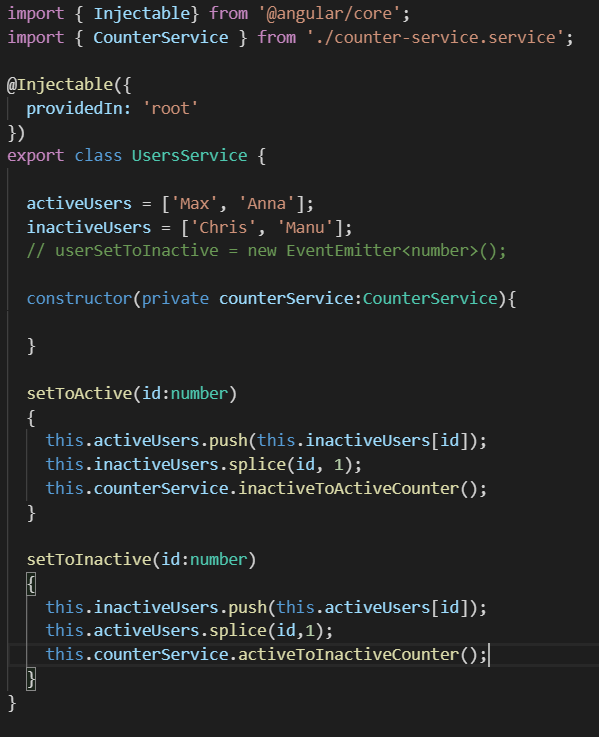 import { Injectable} from '@angular/core';
import { CounterService } from './counter-service.service';
@Injectable({
providedIn: 'root'
})
export class UsersService {
activeUsers = ['Max', 'Anna'];
inactiveUsers = ['Chris', 'Manu'];
// userSetToInactive = new EventEmitter<number>();
constructor(private counterService:CounterService){
}
setToActive(id:number)
{
this.activeUsers.push(this.inactiveUsers[id]);
this.inactiveUsers.splice(id, 1);
this.counterService.inactiveToActiveCounter();
}
setToInactive(id:number)
{
this.inactiveUsers.push(this.activeUsers[id]);
this.activeUsers.splice(id,1);
this.counterService.activeToInactiveCounter();
}
}